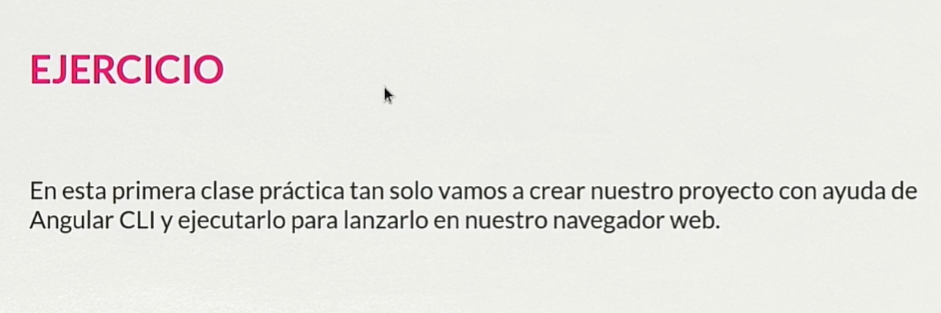 EJERCICIO
En esta primera clase práctica tan solo vamos a crear nuestro proyecto con ayuda de
Angular CLI y ejecutarlo para lanzarlo en nuestro navegador web.